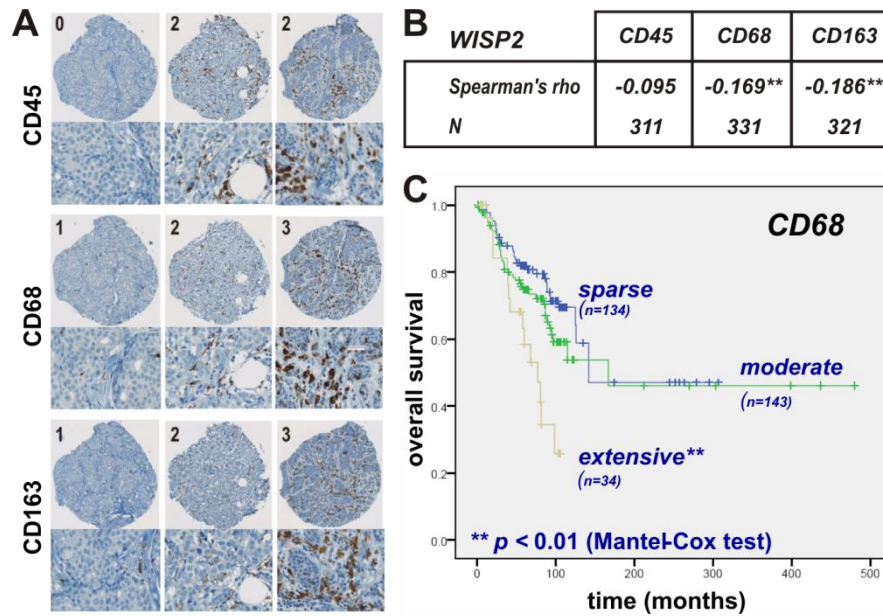 A
0 2 2
CD45
1 2 3
CD68
1 2 3
CD163
B
WISP2 CD45 CD68 CD163
Spearman's rho -0.095 -0.169** -0.186**
N 311 331 321
C
CD68
overall survival
1.0
0.8
0.6
0.4
0.2
0.0
sparse
(n=134)
moderate
(n=143)
extensive**
(n=34)
** p < 0.01 (Mantel-Cox test)
0 100 200 300 400 500
time (months)